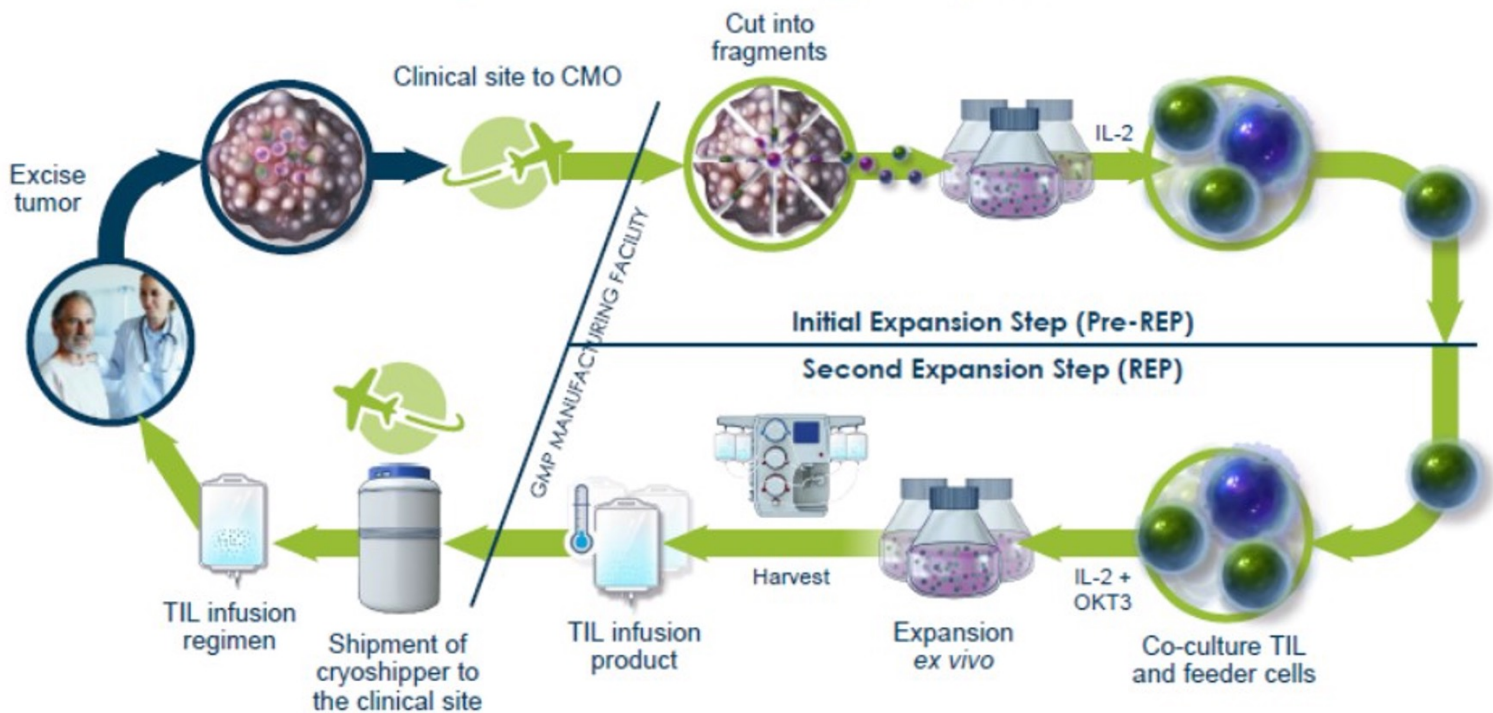 Excise
tumor
Clinical site to CMO
Cut into
fragments
IL-2
GMP MANUFACTURING FACILITY
Initial Expansion Step (Pre-REP)
Second Expansion Step (REP)
TIL infusion
regimen
Shipment of
cryoshipper to
the clinical site
TIL infusion
product
Harvest
Expansion
ex vivo
IL-2 +
OKT3
Co-culture TIL
and feeder cells